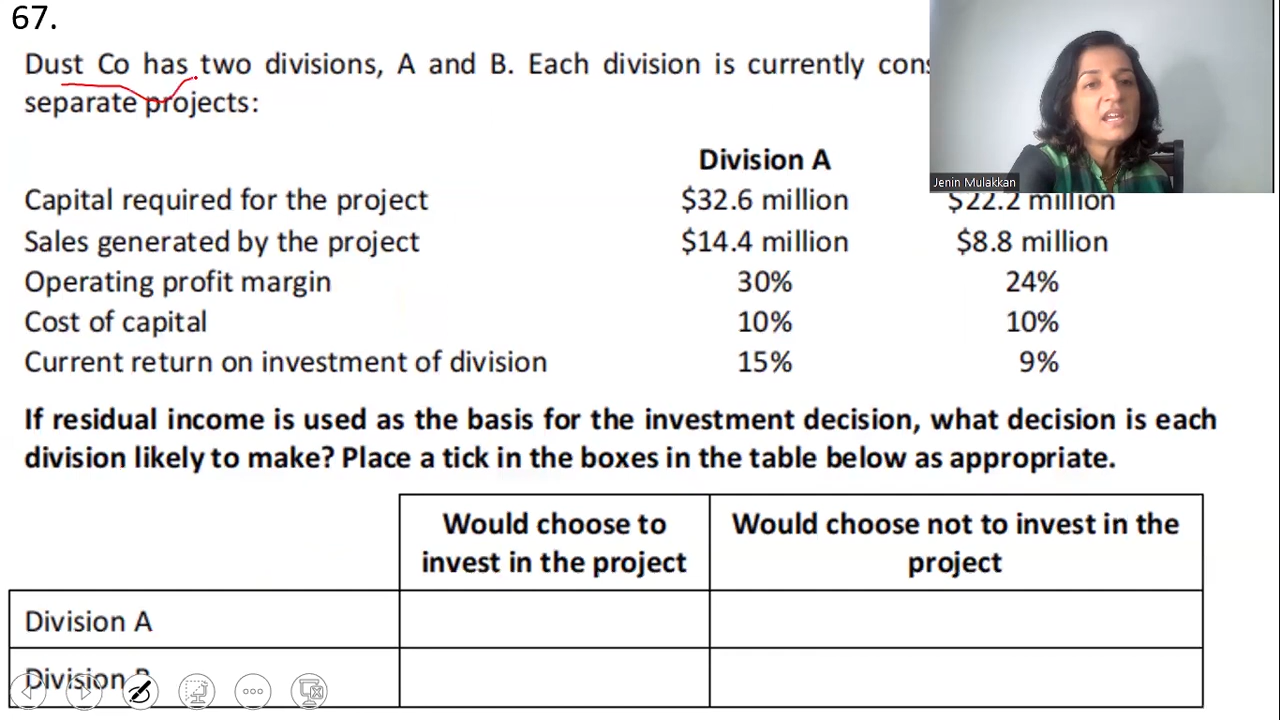 67.
Dust Co has two divisions, A and B. Each division is currently
separate projects:
Division A
Jenin Mulakkan
Capital required for the project $32.6 million $22.2 million
Sales generated by the project $14.4 million $8.8 million
Operating profit margin 30% 24%
Cost of capital 10% 10%
Current return on investment of division 15% 9%
If residual income is used as the basis for the investment decision, what decision is each
division likely to make? Place a tick in the boxes in the table below as appropriate.
Would choose to Would choose not to invest in the
invest in the project project
Division A
Division